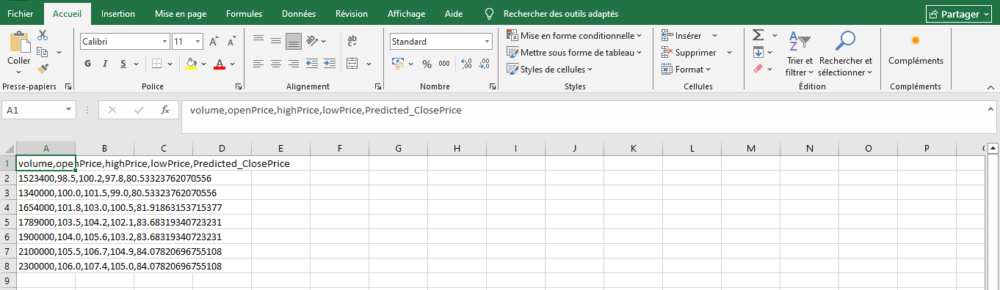 Fichier Accueil Insertion Mise en page Formules Données Révision Affichage Aide Rechercher des outils adaptés Partager
Coller
Presse-papiers
Calibri 11
G I S A
Police
ab
c
Alignement
Standard
% 000
Nombre
Mise en forme conditionnelle
Mettre sous forme de tableau
Styles de cellules
Styles
Insérer
Supprimer
Format
Cellules
Trier et
filtrer
Rechercher et
sélectionner
Édition
Compléments
Compléments
A1 fx volume,openPrice,highPrice,lowPrice,Predicted_ClosePrice
A B C D E F G H I J K L M N O P
1 volume,openPrice,highPrice,lowPrice,Predicted_ClosePrice
2 1523400,98.5,100.2,97.8,80.53323762070556
3 1340000,100.0,101.5,99.0,80.53323762070556
4 1654000,101.8,103.0,100.5,81.91863153715377
5 1789000,103.5,104.2,102.1,83.68319340723231
6 1900000,104.0,105.6,103.2,83.68319340723231
7 2100000,105.5,106.7,104.9,84.07820696755108
8 2300000,106.0,107.4,105.0,84.07820696755108
9